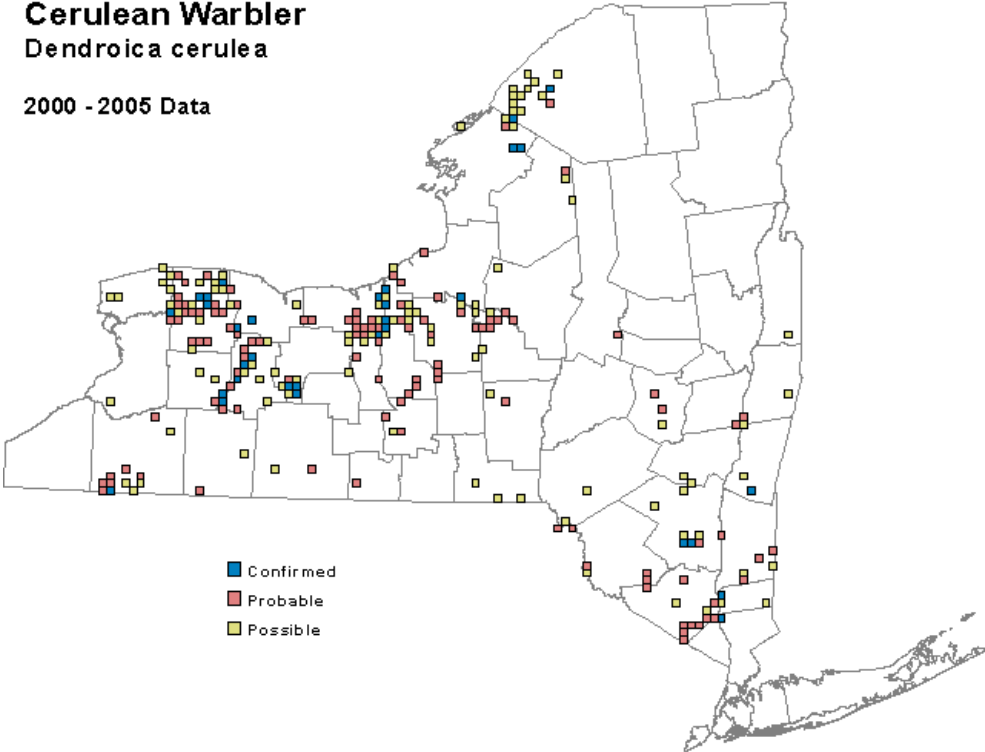 Cerulean Warbler
Dendroica cerulea
2000 - 2005 Data
Confirmed
Probable
Possible